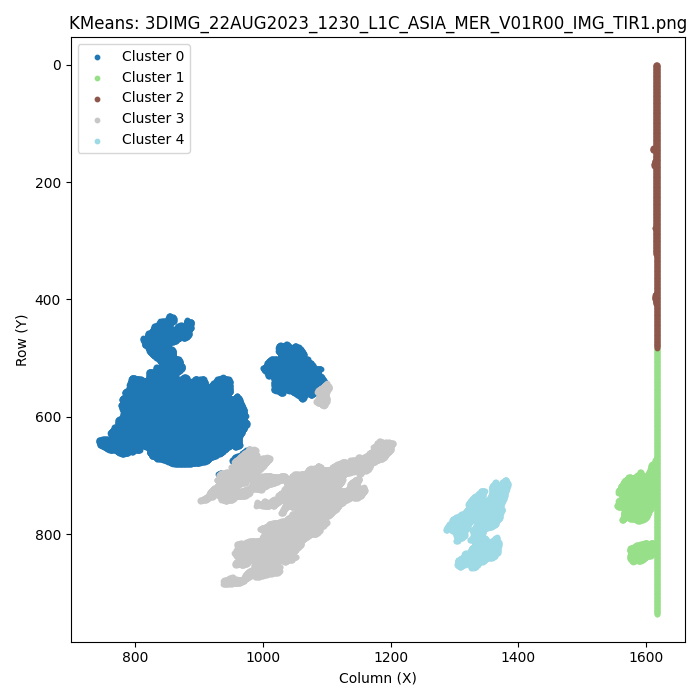 KMeans: 3DIMG_22AUG2023_1230_L1C_ASIA_MER_V01R00_IMG_TIR1.png
Cluster 0
Cluster 1
Cluster 2
Cluster 3
Cluster 4
0
200
400
600
800
Row (Y)
800 1000 1200 1400 1600
Column (X)